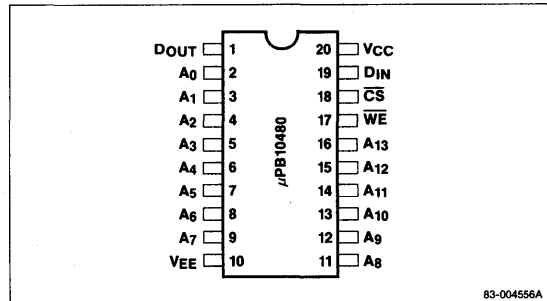 DOUT 1 20 VCC
A0 2 19 DIN
A1 3 18 C̅S̅
A2 4 17 W̅E̅
A3 5 16 A13
A4 6 15 A12
A5 7 14 A11
A6 8 13 A10
A7 9 12 A9
VEE 10 11 A8
μPB10480
83-004556A